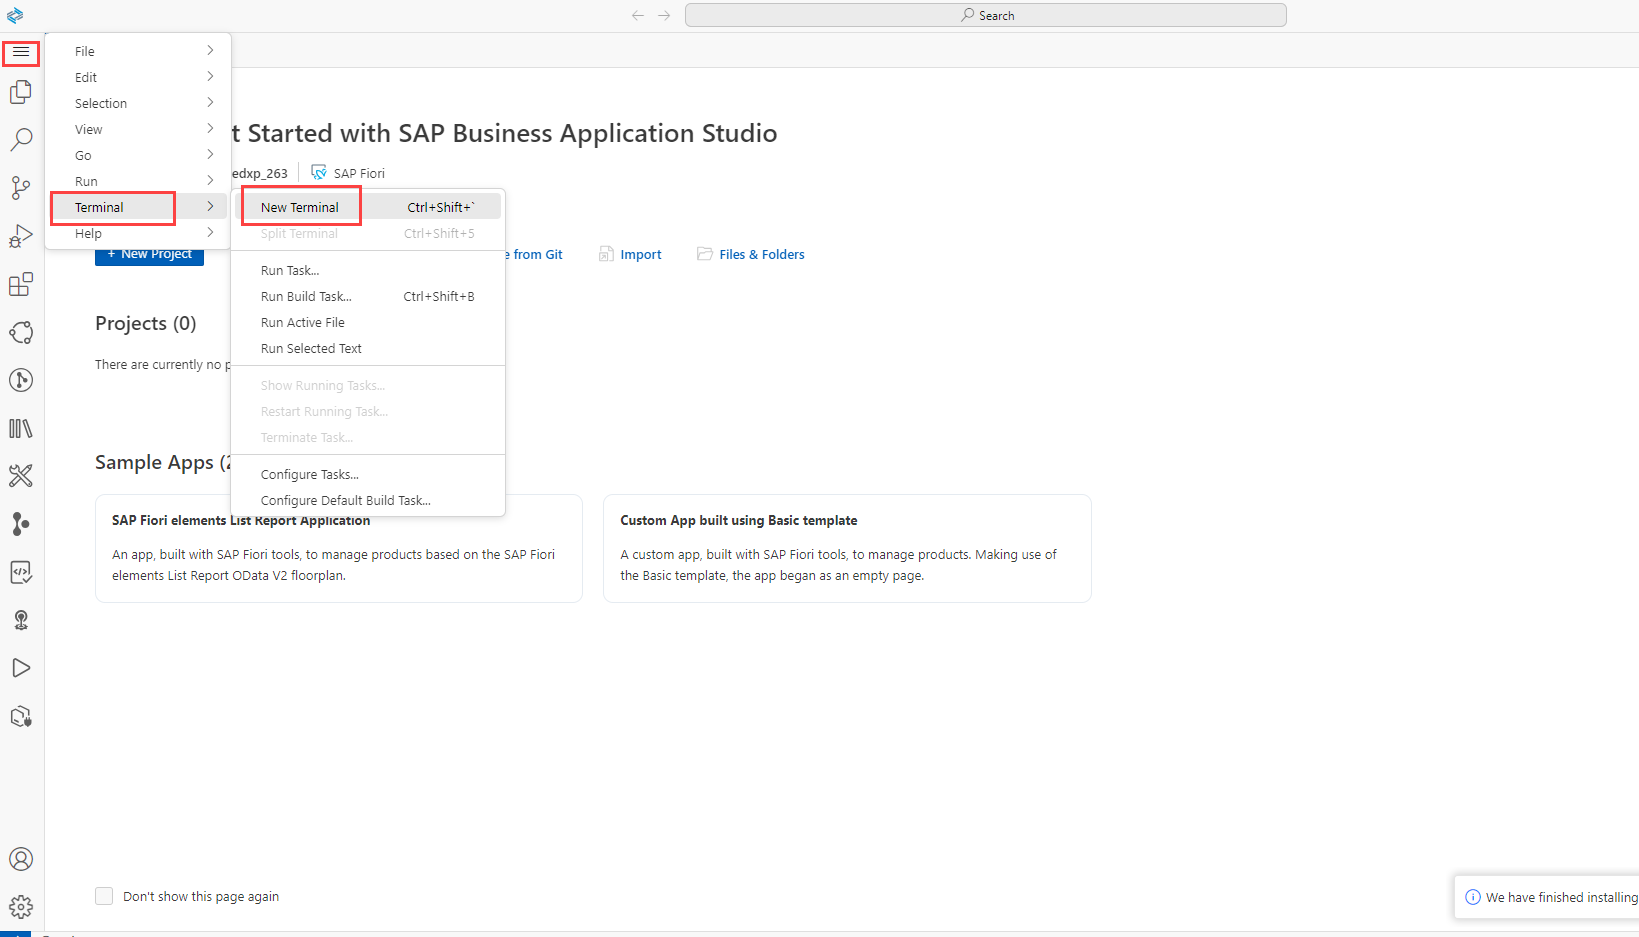 Search
File
Edit
Selection
View
Go
Run
Terminal
Help
t Started with SAP Business Application Studio
edxp_263
SAP Fiori
New Terminal Ctrl+Shift+`
Split Terminal Ctrl+Shift+5
Run Task...
Run Build Task... Ctrl+Shift+B
Run Active File
Run Selected Text
Show Running Tasks...
Restart Running Task...
Terminate Task...
Configure Tasks...
Configure Default Build Task...
+ New Project
e from Git
Import
Files & Folders
Projects (0)
There are currently no p
Sample Apps (2
SAP Fiori elements List Report Application
An app, built with SAP Fiori tools, to manage products based on the SAP Fiori
elements List Report OData V2 floorplan.
Custom App built using Basic template
A custom app, built with SAP Fiori tools, to manage products. Making use of
the Basic template, the app began as an empty page.
Don't show this page again
We have finished installing